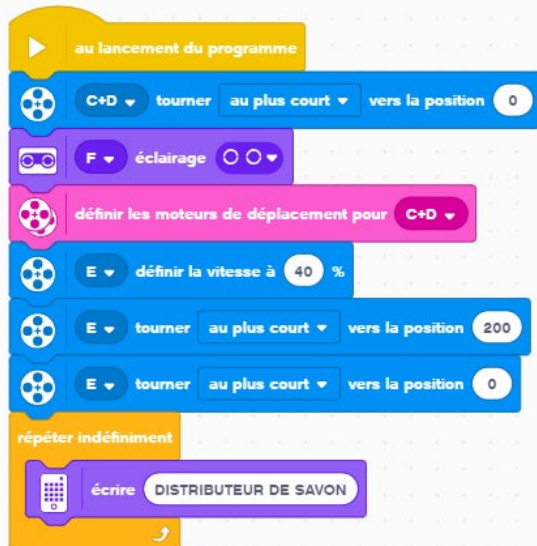 au lancement du programme
C+D tourner au plus court vers la position 0
F éclairage
définir les moteurs de déplacement pour C+D
E définir la vitesse à 40 %
E tourner au plus court vers la position 200
E tourner au plus court vers la position 0
répéter indéfiniment
écrire DISTRIBUTEUR DE SAVON